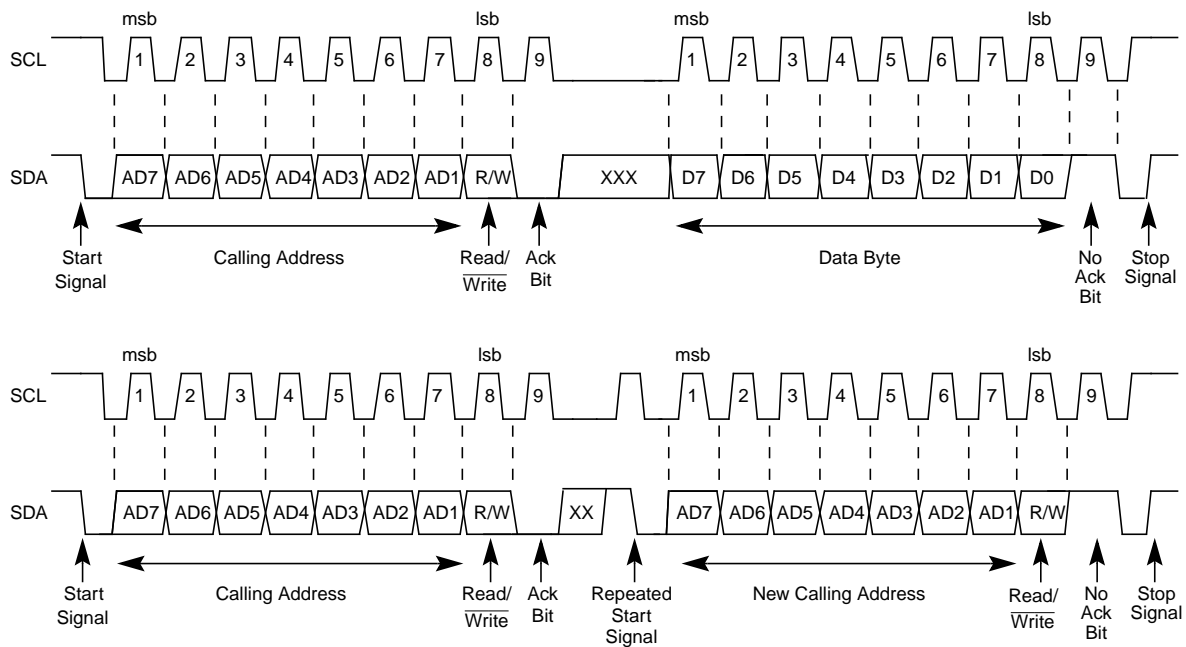 msb lsb msb lsb
SCL 1 2 3 4 5 6 7 8 9 1 2 3 4 5 6 7 8 9
SDA AD7 AD6 AD5 AD4 AD3 AD2 AD1 R/W XXX D7 D6 D5 D4 D3 D2 D1 D0
Start Calling Address Read/ Ack Data Byte No Stop
Signal Write Bit Ack Signal
Bit
msb lsb msb lsb
SCL 1 2 3 4 5 6 7 8 9 1 2 3 4 5 6 7 8 9
SDA AD7 AD6 AD5 AD4 AD3 AD2 AD1 R/W XX AD7 AD6 AD5 AD4 AD3 AD2 AD1 R/W
Start Calling Address Read/ Ack Repeated New Calling Address Read/ No Stop
Signal Write Bit Start Write Ack Signal
Signal Bit